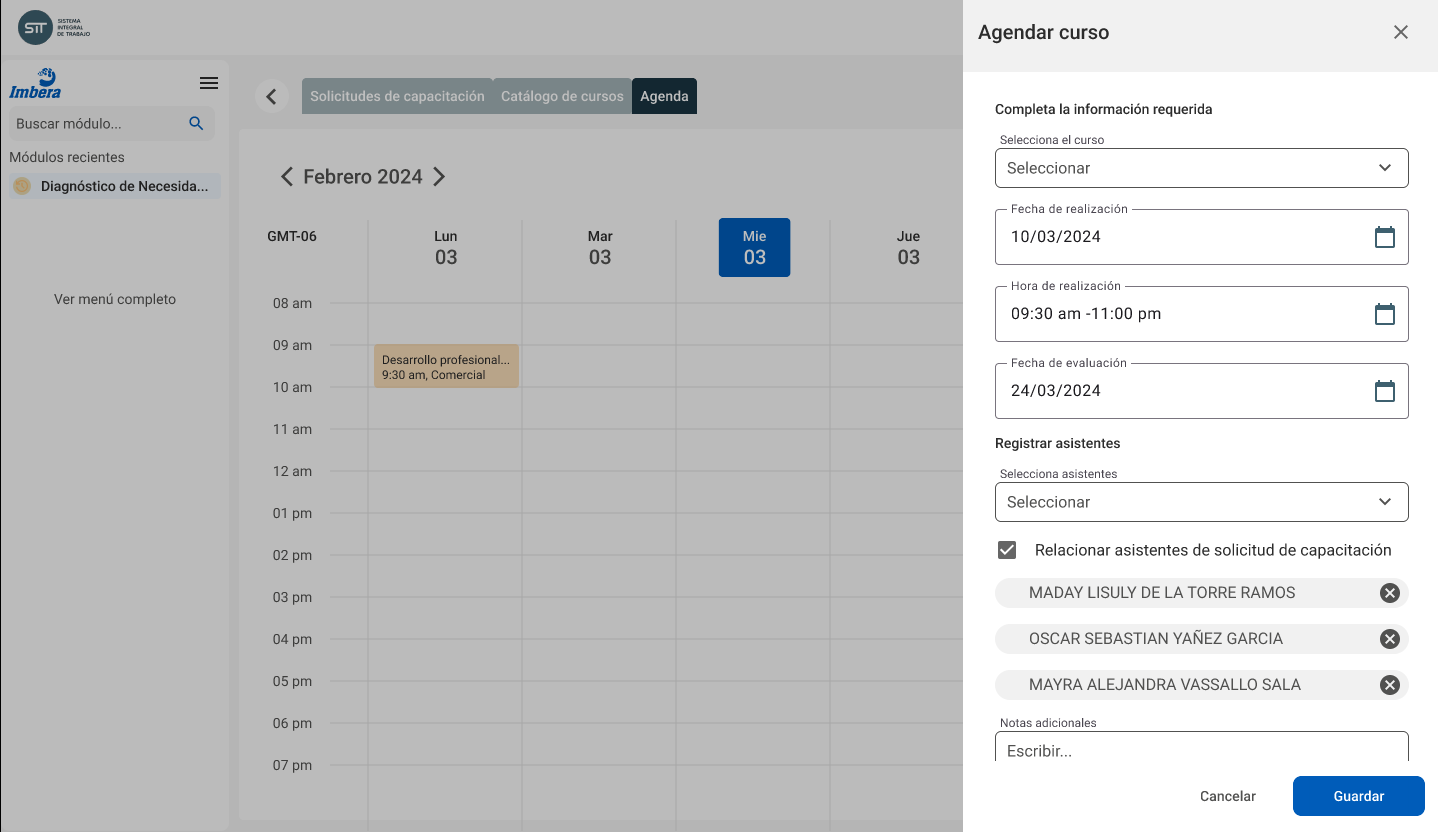 SIT
SISTEMA
INTEGRAL
DE TRABAJO
Imbera
Buscar módulo...
Módulos recientes
Diagnóstico de Necesida...
Ver menú completo
Solicitudes de capacitación
Catálogo de cursos
Agenda
Febrero 2024
GMT-06
Lun
03
Mar
03
Mie
03
Jue
03
08 am
09 am
Desarrollo profesional...
9:30 am, Comercial
10 am
11 am
12 am
01 pm
02 pm
03 pm
04 pm
05 pm
06 pm
07 pm
Agendar curso
Completa la información requerida
Selecciona el curso
Seleccionar
Fecha de realización
10/03/2024
Hora de realización
09:30 am -11:00 pm
Fecha de evaluación
24/03/2024
Registrar asistentes
Selecciona asistentes
Seleccionar
Relacionar asistentes de solicitud de capacitación
MADAY LISULY DE LA TORRE RAMOS
OSCAR SEBASTIAN YAÑEZ GARCIA
MAYRA ALEJANDRA VASSALLO SALA
Notas adicionales
Escribir...
Cancelar
Guardar